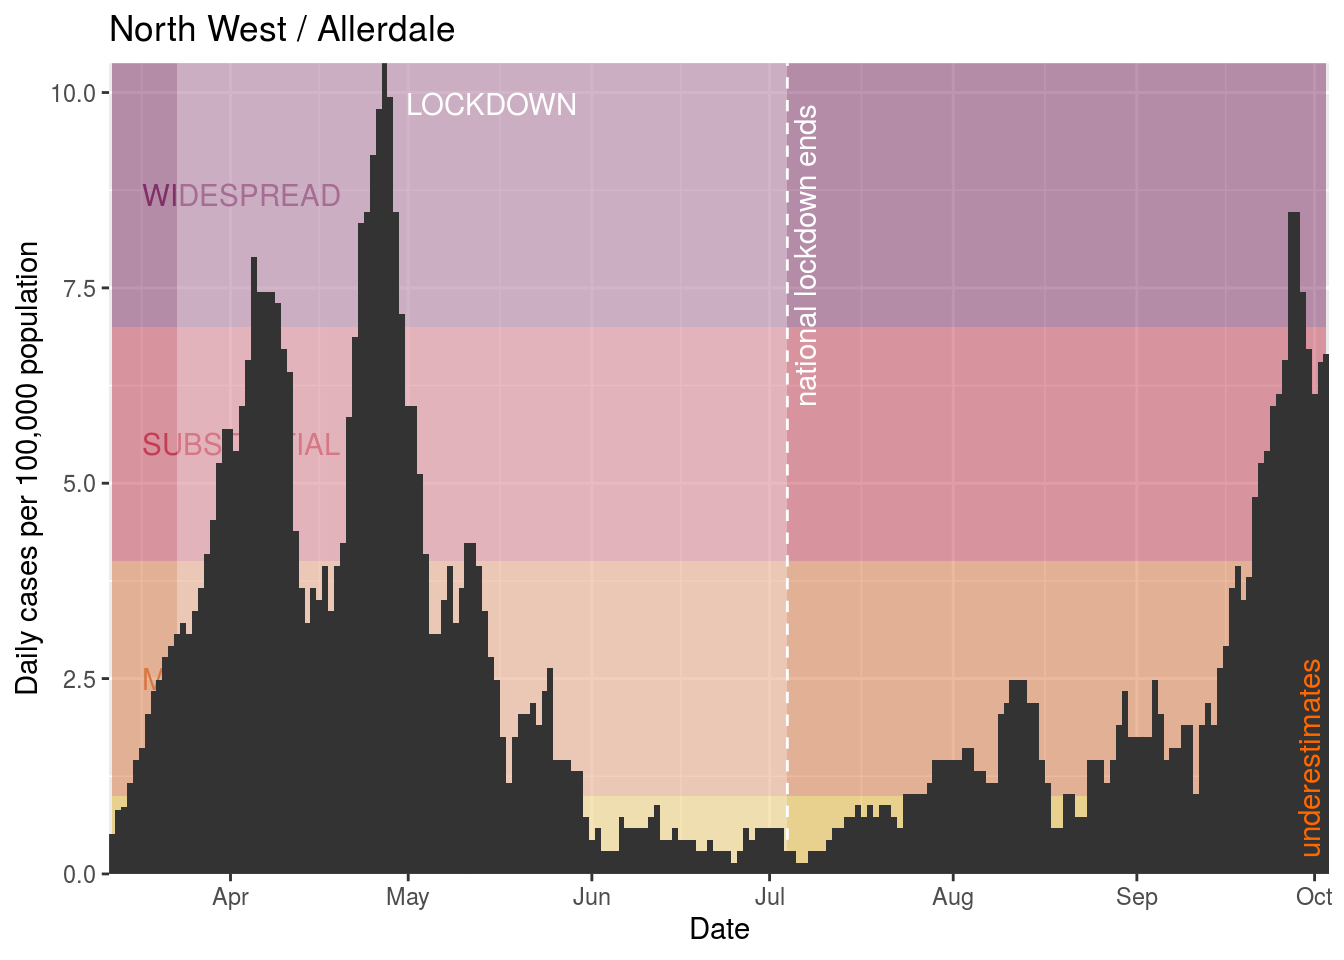 North West / Allerdale
10.0
7.5
5.0
2.5
0.0
Daily cases per 100,000 population
LOCKDOWN
WIDESPREAD
national lockdown ends
underestimates
Apr
May
Jun
Jul
Aug
Sep
Oct
Date